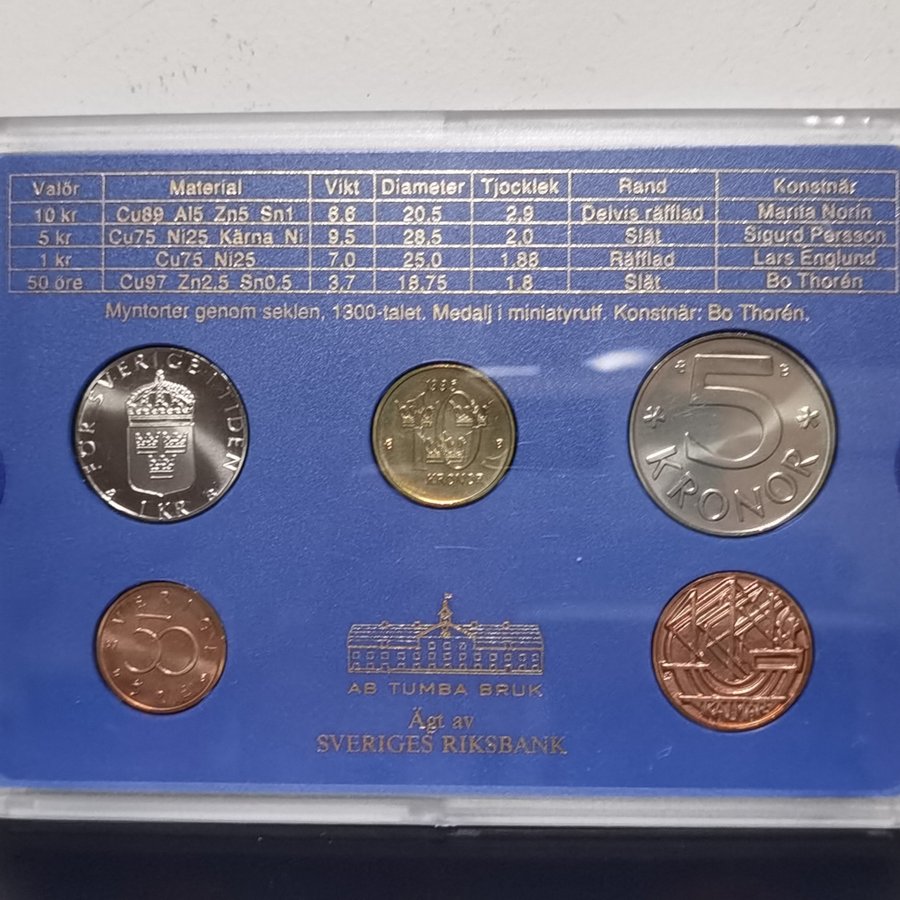 Valör Material Vikt Diameter Tjocklek Rand Konstnär
10 kr Cu89 Al5 Zn5 Sn1 6.6 20.5 2.9 Delvis räfflad Marita Norin
5 kr Cu75 Ni25 Kärna Ni 9.5 28.5 2.0 Slät Sigurd Persson
1 kr Cu75 Ni25 7.0 25.0 1.88 Räfflad Lars Englund
50 öre Cu97 Zn2.5 Sn0.5 3.7 18.75 1.8 Slät Bo Thorén
Myntorter genom seklen, 1300-talet. Medalj i miniatyrutf. Konstnär: Bo Thorén.
FÖR SVERIGE I TIDEN
1 KR
10
KRONOR
5
KRONOR
50
AB TUMBA BRUK
Ägt av
SVERIGES RIKSBANK
KALMAR